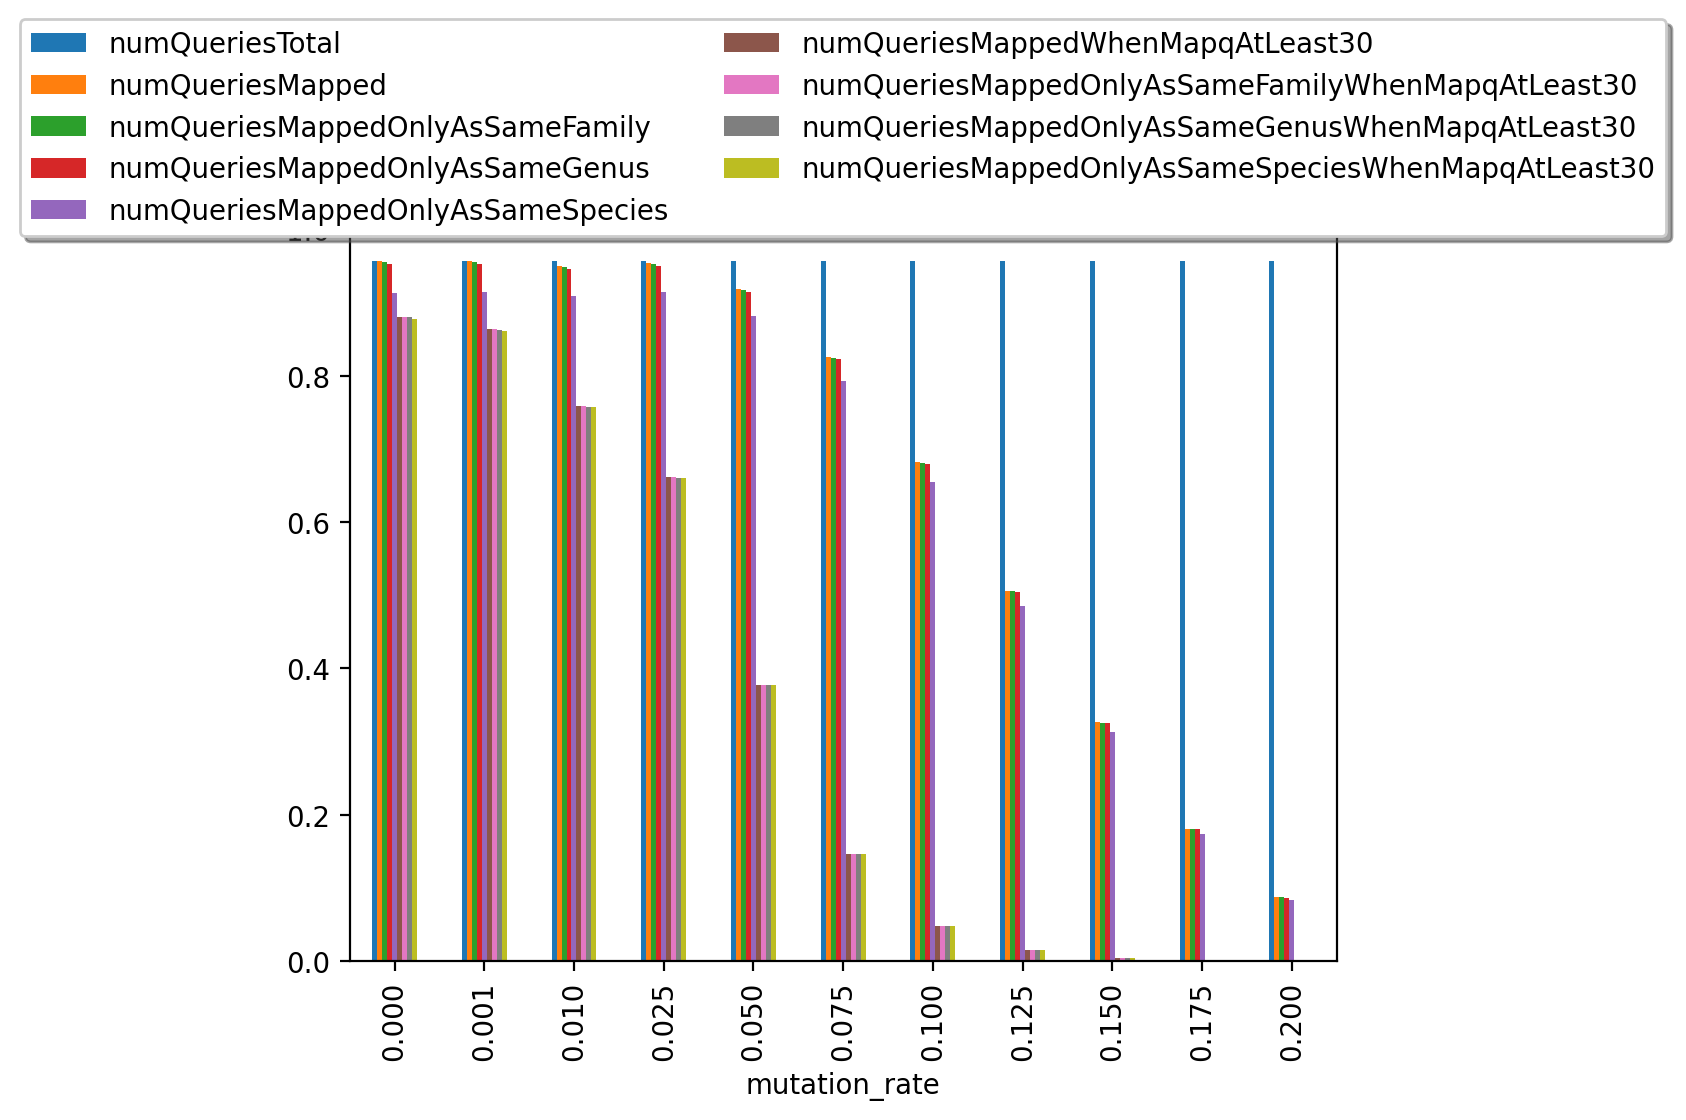 numQueriesTotal
numQueriesMapped
numQueriesMappedOnlyAsSameFamily
numQueriesMappedOnlyAsSameGenus
numQueriesMappedOnlyAsSameSpecies
numQueriesMappedWhenMapqAtLeast30
numQueriesMappedOnlyAsSameFamilyWhenMapqAtLeast30
numQueriesMappedOnlyAsSameGenusWhenMapqAtLeast30
numQueriesMappedOnlyAsSameSpeciesWhenMapqAtLeast30
0.8
0.6
0.4
0.2
0.0
0.000
0.001
0.010
0.025
0.050
0.075
0.100
0.125
0.150
0.175
0.200
mutation_rate